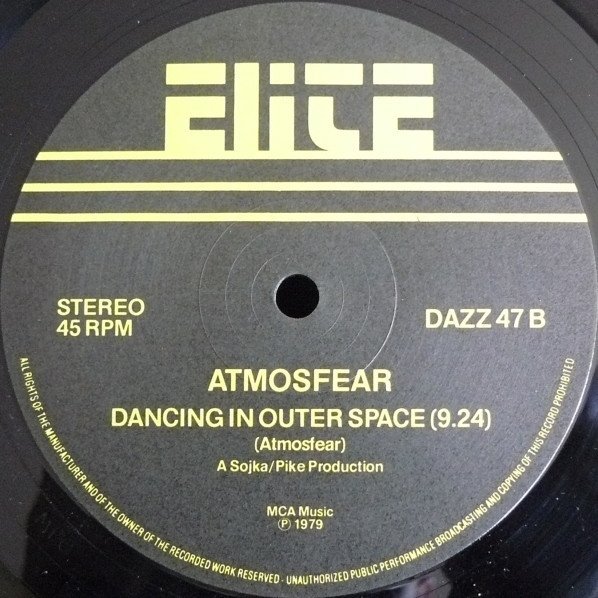 ELITE
STEREO
45 RPM
DAZZ 47 B
ATMOSFEAR
DANCING IN OUTER SPACE (9.24)
(Atmosfear)
A Sojka/Pike Production
MCA Music
℗ 1979
ALL RIGHTS OF THE MANUFACTURER AND OF THE OWNER OF THE RECORDED WORK RESERVED - UNAUTHORIZED PUBLIC PERFORMANCE BROADCASTING AND COPYING OF THIS RECORD PROHIBITED